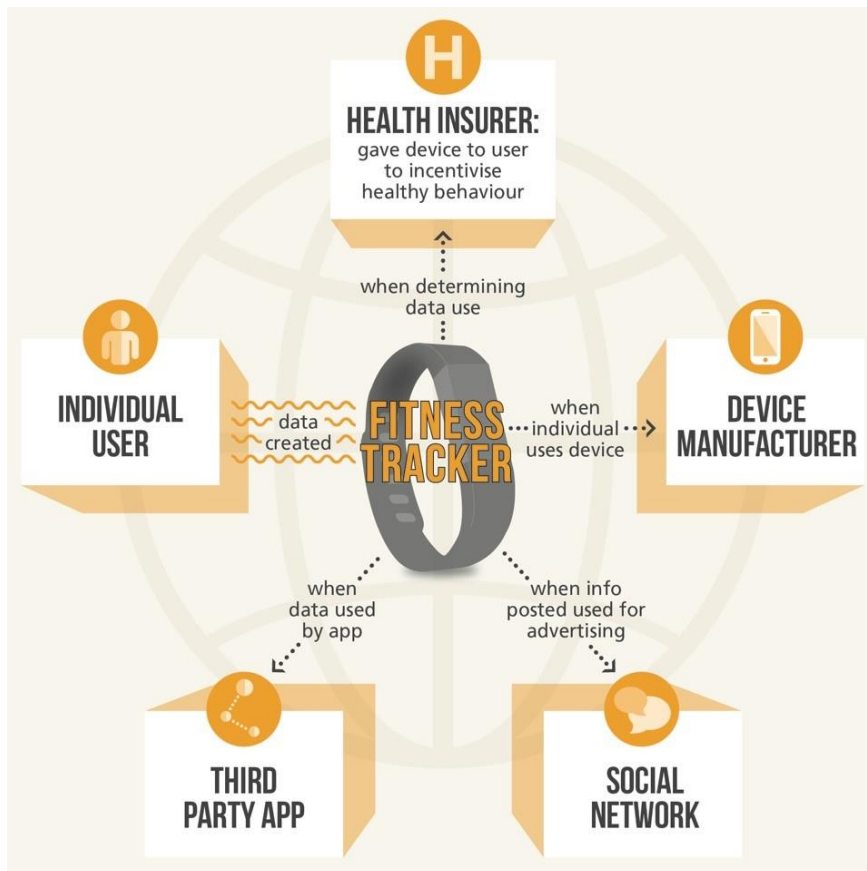 H
HEALTH INSURER:
gave device to user
to incentivise
healthy behaviour
when determining
data use
INDIVIDUAL
USER
data
created
FITNESS
TRACKER
when
individual
uses device
DEVICE
MANUFACTURER
when
data used
by app
when info
posted used for
advertising
THIRD
PARTY APP
SOCIAL
NETWORK